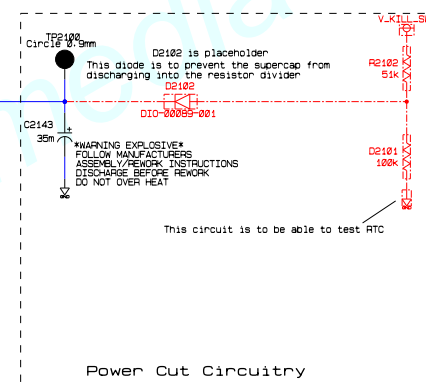 TP2100
Circle 0.9mm
D2102 is placeholder
This diode is to prevent the supercap from
discharging into the resistor divider
D2102
DIO-00089-001
V_KILL_S
R2102
51k
C2143
35m
*WARNING EXPLOSIVE*
FOLLOW MANUFACTURERS
ASSEMBLY/REWORK INSTRUCTIONS
DISCHARGE BEFORE REWORK
DO NOT OVER HEAT
D2101
100k
This circuit is to be able to test RTC
Power Cut Circuitry